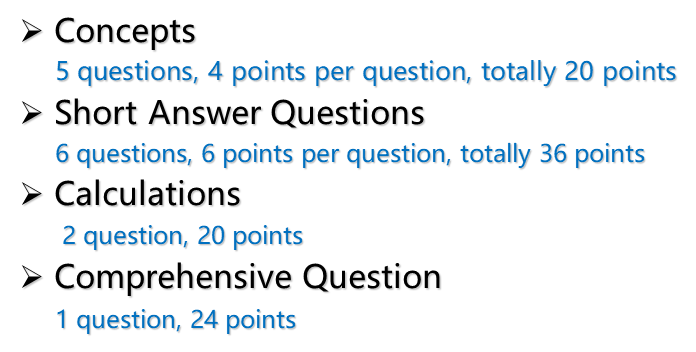 ➢ Concepts
5 questions, 4 points per question, totally 20 points
➢ Short Answer Questions
6 questions, 6 points per question, totally 36 points
➢ Calculations
2 question, 20 points
➢ Comprehensive Question
1 question, 24 points